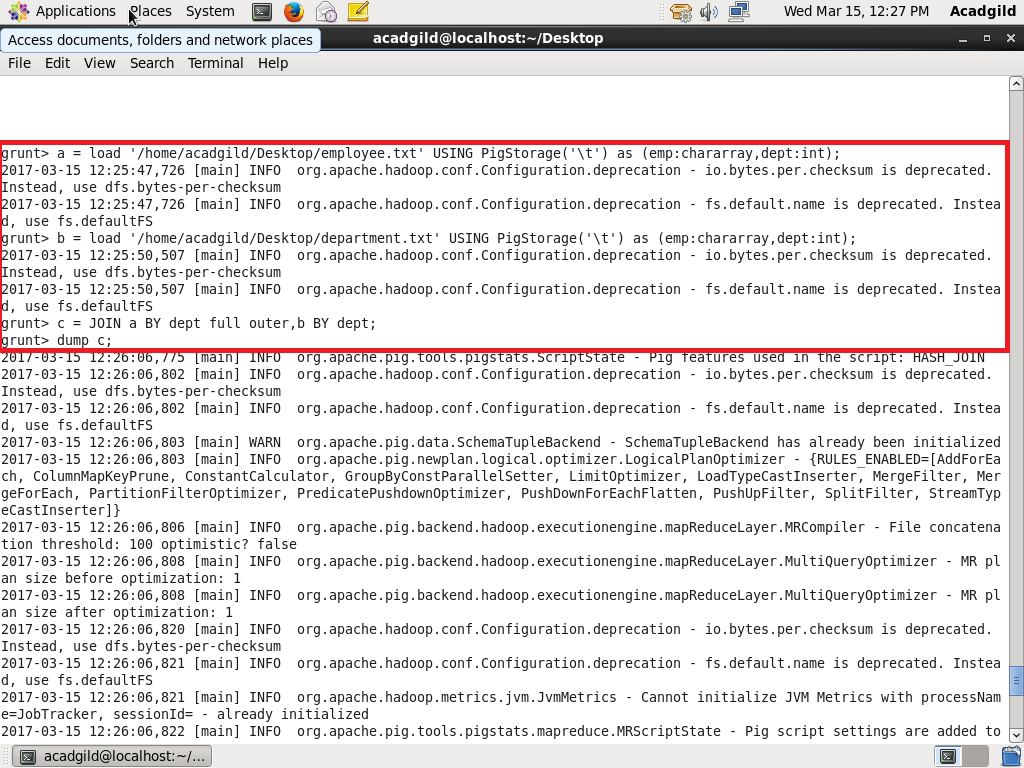 Applications Places System Wed Mar 15, 12:27 PM Acadgild
Access documents, folders and network places
acadgild@localhost:~/Desktop
File Edit View Search Terminal Help
grunt> a = load '/home/acadgild/Desktop/employee.txt' USING PigStorage('\t') as (emp:chararray,dept:int);
2017-03-15 12:25:47,726 [main] INFO  org.apache.hadoop.conf.Configuration.deprecation - io.bytes.per.checksum is deprecated.
Instead, use dfs.bytes-per-checksum
2017-03-15 12:25:47,726 [main] INFO  org.apache.hadoop.conf.Configuration.deprecation - fs.default.name is deprecated. Instea
d, use fs.defaultFS
grunt> b = load '/home/acadgild/Desktop/department.txt' USING PigStorage('\t') as (emp:chararray,dept:int);
2017-03-15 12:25:50,507 [main] INFO  org.apache.hadoop.conf.Configuration.deprecation - io.bytes.per.checksum is deprecated.
Instead, use dfs.bytes-per-checksum
2017-03-15 12:25:50,507 [main] INFO  org.apache.hadoop.conf.Configuration.deprecation - fs.default.name is deprecated. Instea
d, use fs.defaultFS
grunt> c = JOIN a BY dept full outer,b BY dept;
grunt> dump c;
2017-03-15 12:26:06,775 [main] INFO  org.apache.pig.tools.pigstats.ScriptState - Pig features used in the script: HASH_JOIN
2017-03-15 12:26:06,802 [main] INFO  org.apache.hadoop.conf.Configuration.deprecation - io.bytes.per.checksum is deprecated.
Instead, use dfs.bytes-per-checksum
2017-03-15 12:26:06,802 [main] INFO  org.apache.hadoop.conf.Configuration.deprecation - fs.default.name is deprecated. Instea
d, use fs.defaultFS
2017-03-15 12:26:06,803 [main] WARN  org.apache.pig.data.SchemaTupleBackend - SchemaTupleBackend has already been initialized
2017-03-15 12:26:06,803 [main] INFO  org.apache.pig.newplan.logical.optimizer.LogicalPlanOptimizer - {RULES_ENABLED=[AddForEa
ch, ColumnMapKeyPrune, ConstantCalculator, GroupByConstParallelSetter, LimitOptimizer, LoadTypeCastInserter, MergeFilter, Mer
geForEach, PartitionFilterOptimizer, PredicatePushdownOptimizer, PushDownForEachFlatten, PushUpFilter, SplitFilter, StreamTyp
eCastInserter]}
2017-03-15 12:26:06,806 [main] INFO  org.apache.pig.backend.hadoop.executionengine.mapReduceLayer.MRCompiler - File concatena
tion threshold: 100 optimistic? false
2017-03-15 12:26:06,808 [main] INFO  org.apache.pig.backend.hadoop.executionengine.mapReduceLayer.MultiQueryOptimizer - MR pl
an size before optimization: 1
2017-03-15 12:26:06,808 [main] INFO  org.apache.pig.backend.hadoop.executionengine.mapReduceLayer.MultiQueryOptimizer - MR pl
an size after optimization: 1
2017-03-15 12:26:06,820 [main] INFO  org.apache.hadoop.conf.Configuration.deprecation - io.bytes.per.checksum is deprecated.
Instead, use dfs.bytes-per-checksum
2017-03-15 12:26:06,821 [main] INFO  org.apache.hadoop.conf.Configuration.deprecation - fs.default.name is deprecated. Instea
d, use fs.defaultFS
2017-03-15 12:26:06,821 [main] INFO  org.apache.hadoop.metrics.jvm.JvmMetrics - Cannot initialize JVM Metrics with processNam
e=JobTracker, sessionId= - already initialized
2017-03-15 12:26:06,822 [main] INFO  org.apache.pig.tools.pigstats.mapreduce.MRScriptState - Pig script settings are added to
acadgild@localhost:~/...